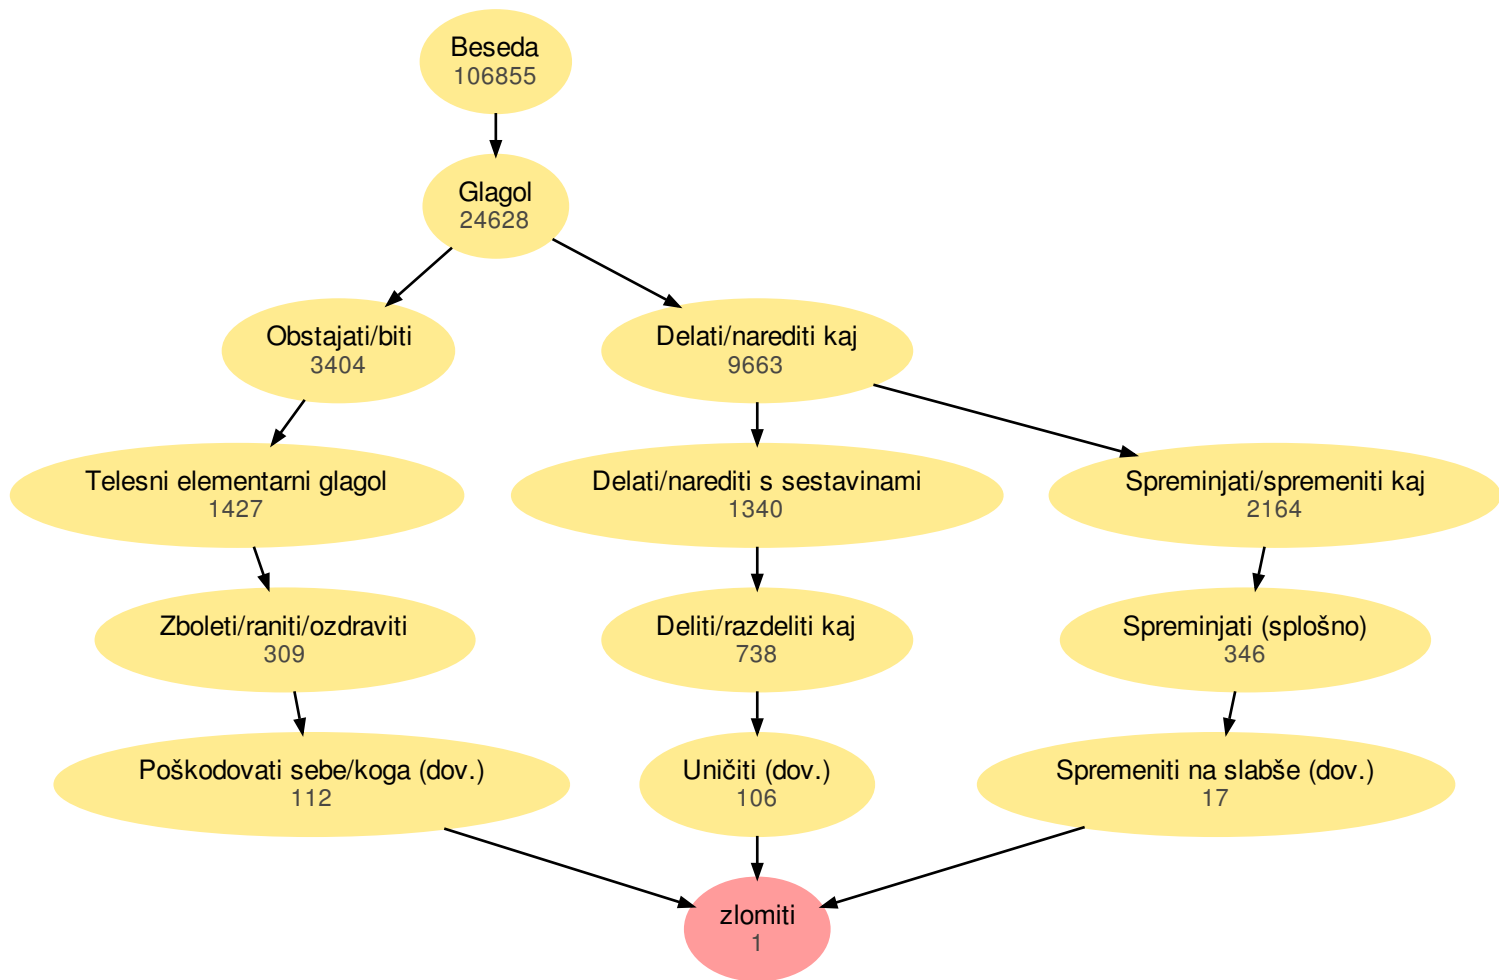 Beseda
106855
Glagol
24628
Obstajati/biti
3404
Delati/narediti kaj
9663
Telesni elementarni glagol
1427
Delati/narediti s sestavinami
1340
Spreminjati/spremeniti kaj
2164
Zboleti/raniti/ozdraviti
309
Deliti/razdeliti kaj
738
Spreminjati (splošno)
346
Poškodovati sebe/koga (dov.)
112
Uničiti (dov.)
106
Spremeniti na slabše (dov.)
17
zlomiti
1